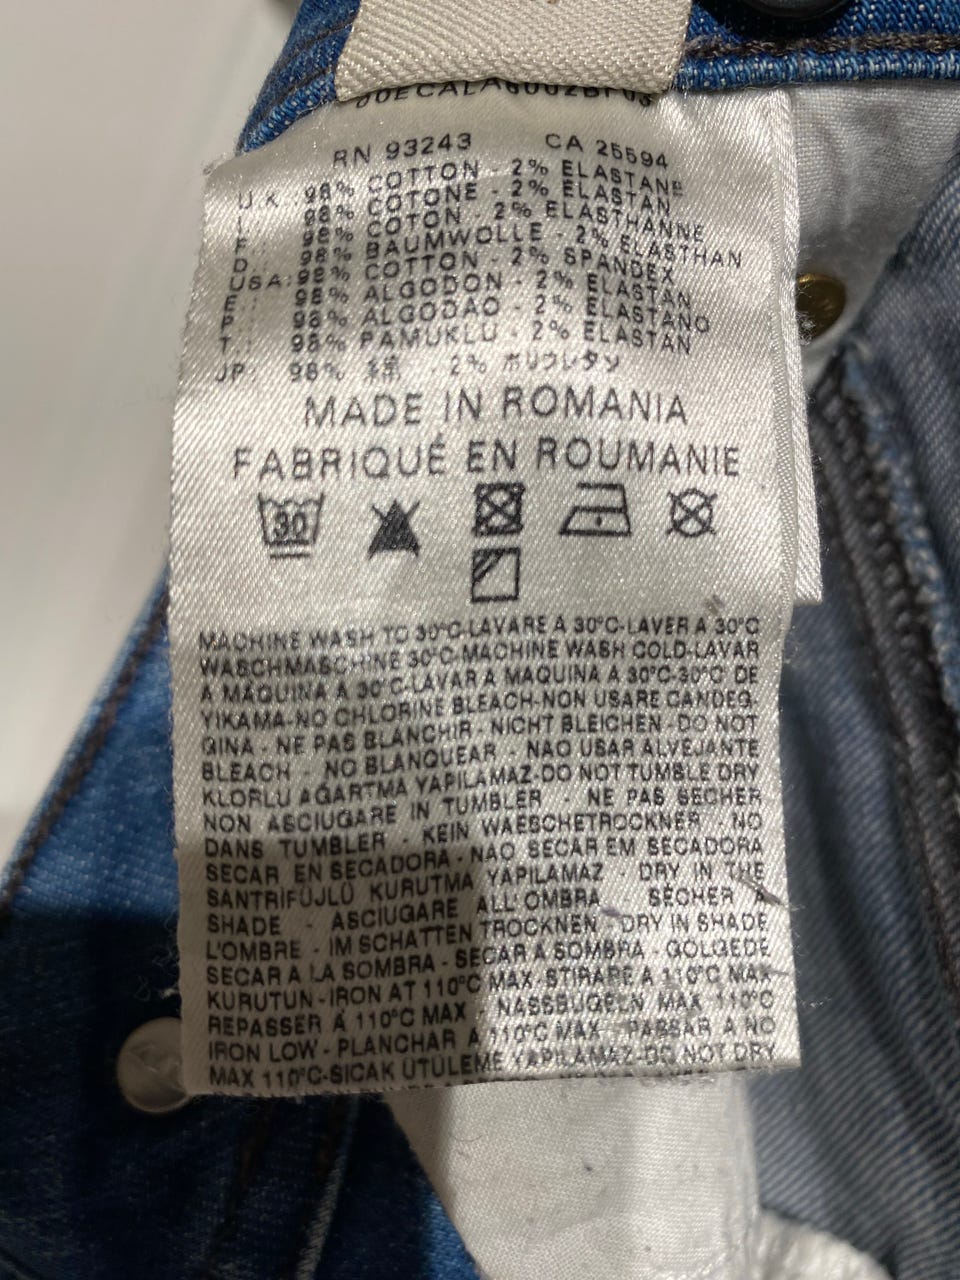 RN 93243 CA 25594
U.K. 98% COTTON - 2% ELASTANE
I.: 98% COTONE - 2% ELASTAN
F.: 98% COTON - 2% ELASTHANNE
D.: 98% BAUMWOLLE - 2% ELASTHAN
USA: 98% COTTON - 2% SPANDEX
E.: 98% ALGODON - 2% ELASTAN
P.: 98% ALGODAO - 2% ELASTANO
T.: 98% PAMUKLU - 2% ELASTAN
JP: 98% 綿 - 2% ポリウレタン
MADE IN ROMANIA
FABRIQUÉ EN ROUMANIE
30
MACHINE WASH TO 30°C-LAVARE A 30°C-LAVER A 30°C
WASCHMASCHINE 30°C-MACHINE WASH COLD-LAVAR
A MAQUINA A 30°C-LAVAR A MAQUINA A 30°C-30°C DE
YIKAMA-NO CHLORINE BLEACH-NON USARE CANDEG-
GINA - NE PAS BLANCHIR - NICHT BLEICHEN - DO NOT
BLEACH - NO BLANQUEAR - NAO USAR ALVEJANTE
KLORLU AGARTMA YAPILAMAZ-DO NOT TUMBLE DRY
NON ASCIUGARE IN TUMBLER - NE PAS SECHER
DANS TUMBLER - KEIN WAESCHETROCKNER - NO
SECAR EN SECADORA - NAO SECAR EM SECADORA
SANTRİFÜJLÜ KURUTMA YAPILAMAZ - DRY IN THE
SHADE - ASCIUGARE ALL'OMBRA SECHER A
L'OMBRE - IM SCHATTEN TROCKNEN - DRY IN SHADE
SECAR A LA SOMBRA - SECAR A SOMBRA - GOLGEDE
KURUTUN - IRON AT 110°C MAX-STIRARE A 110°C MAX
REPASSER A 110°C MAX - NASSBUGELN MAX 110°C
IRON LOW - PLANCHAR A 110°C MAX - PASSAR A NO
MAX 110°C-SICAK ÜTÜLEME YAPILAMAZ-DO NOT DRY